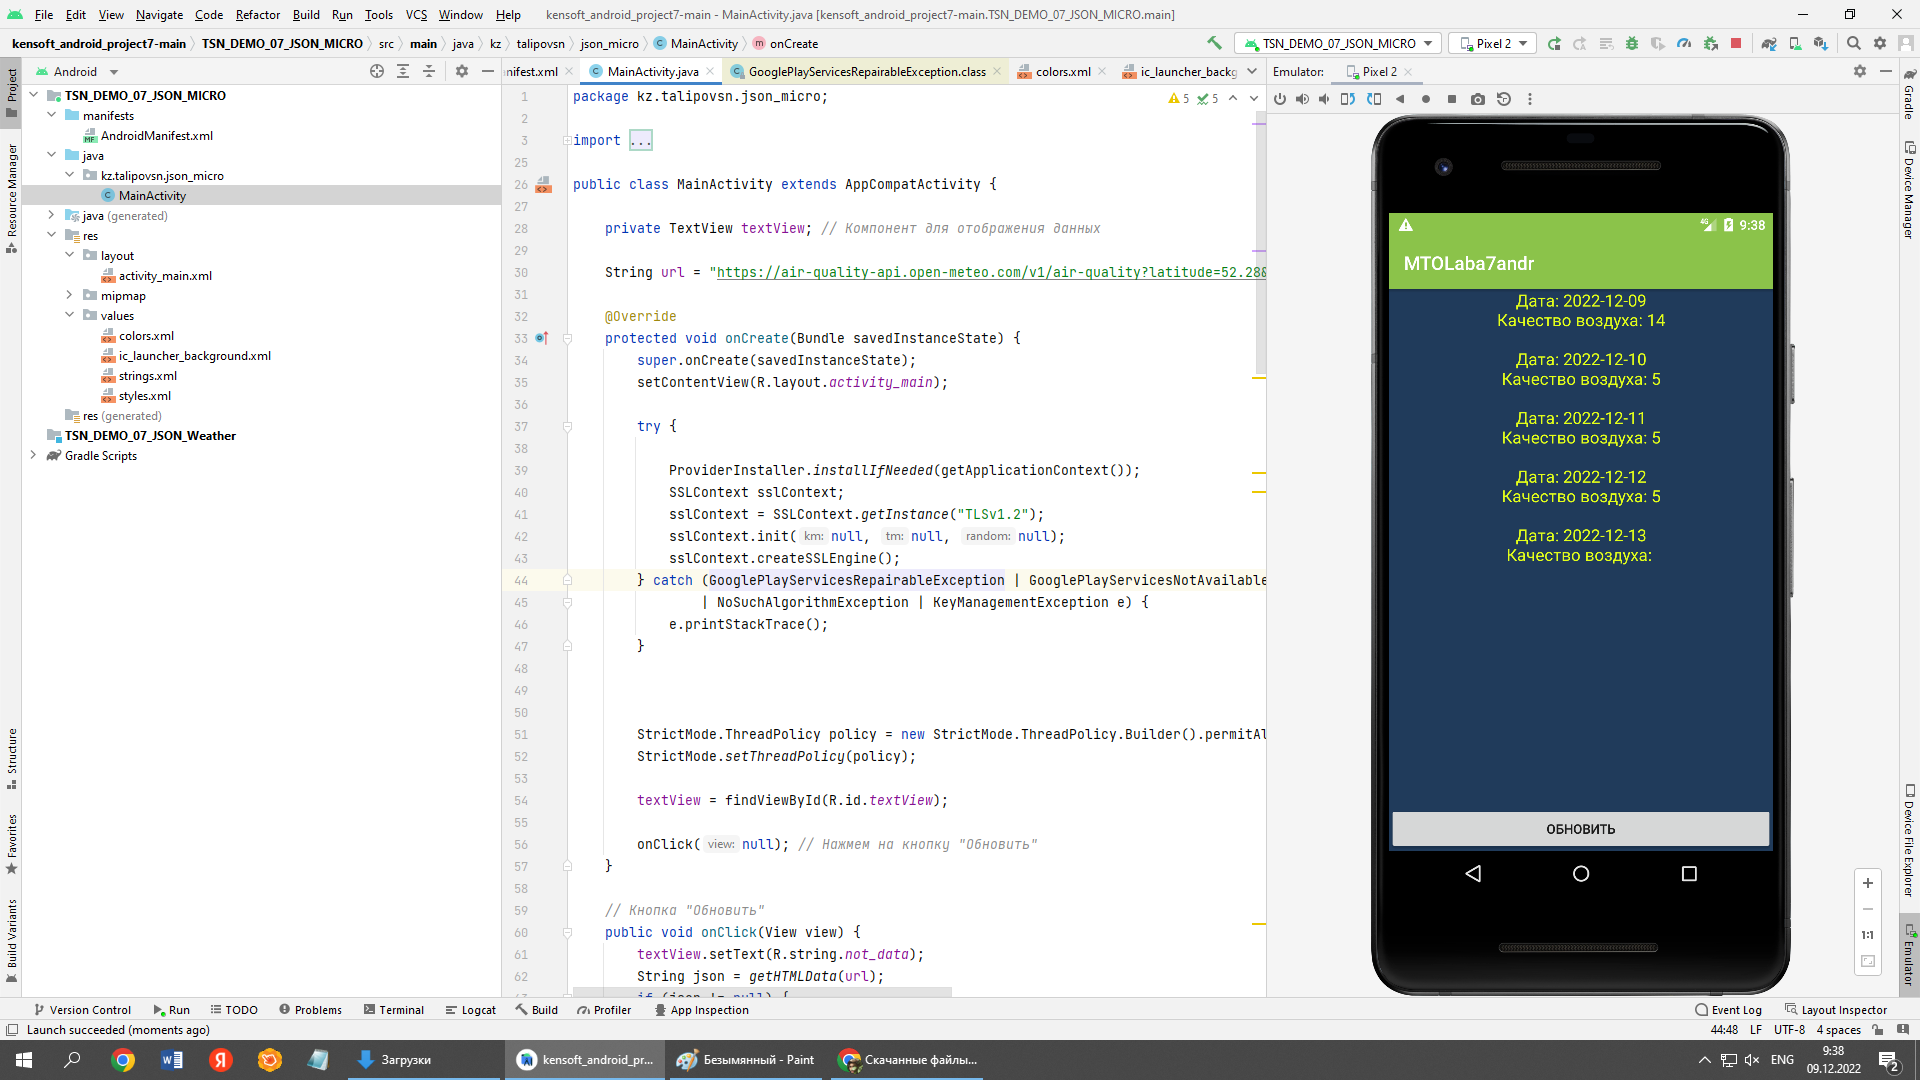 File Edit View Navigate Code Refactor Build Run Tools VCS Window Help kensoft_android_project7-main - MainActivity.java [kensoft_android_project7-main.TSN_DEMO_07_JSON_MICRO.main]
kensoft_android_project7-main TSN_DEMO_07_JSON_MICRO src main java kz talipovsn json_micro MainActivity onCreate TSN_DEMO_07_JSON_MICRO Pixel 2
Android nifest.xml MainActivity.java GooglePlayServicesRepairableException.class colors.xml ic_launcher_backg Emulator: Pixel 2
Project
Resource Manager
Structure
Favorites
Build Variants
TSN_DEMO_07_JSON_MICRO
manifests
AndroidManifest.xml
java
kz.talipovsn.json_micro
MainActivity
java (generated)
res
layout
activity_main.xml
mipmap
values
colors.xml
ic_launcher_background.xml
strings.xml
styles.xml
res (generated)
TSN_DEMO_07_JSON_Weather
Gradle Scripts
5 5
1 package kz.talipovsn.json_micro;
2
3 import ...
25
26 public class MainActivity extends AppCompatActivity {
27
28 private TextView textView; // Компонент для отображения данных
29
30 String url = "https://air-quality-api.open-meteo.com/v1/air-quality?latitude=52.28&
31
32 @Override
33 protected void onCreate(Bundle savedInstanceState) {
34 super.onCreate(savedInstanceState);
35 setContentView(R.layout.activity_main);
36
37 try {
38
39 ProviderInstaller.installIfNeeded(getApplicationContext());
40 SSLContext sslContext;
41 sslContext = SSLContext.getInstance("TLSv1.2");
42 sslContext.init( km: null, tm: null, random: null);
43 sslContext.createSSLEngine();
44 } catch (GooglePlayServicesRepairableException | GooglePlayServicesNotAvailable
45 | NoSuchAlgorithmException | KeyManagementException e) {
46 e.printStackTrace();
47 }
48
49
50
51 StrictMode.ThreadPolicy policy = new StrictMode.ThreadPolicy.Builder().permitAl
52 StrictMode.setThreadPolicy(policy);
53
54 textView = findViewById(R.id.textView);
55
56 onClick( view: null); // Нажмем на кнопку "Обновить"
57 }
58
59 // Кнопка "Обновить"
60 public void onClick(View view) {
61 textView.setText(R.string.not_data);
62 String json = getHTMLData(url);
63 if (json != null) {
4G 9:38
MTOLaba7andr
Дата: 2022-12-09
Качество воздуха: 14
Дата: 2022-12-10
Качество воздуха: 5
Дата: 2022-12-11
Качество воздуха: 5
Дата: 2022-12-12
Качество воздуха: 5
Дата: 2022-12-13
Качество воздуха:
ОБНОВИТЬ
1:1
Gradle
Device Manager
Device File Explorer
Emulator
Version Control Run TODO Problems Terminal Logcat Build Profiler App Inspection Event Log Layout Inspector
Launch succeeded (moments ago) 44:48 LF UTF-8 4 spaces
Загрузки kensoft_android_pr... Безымянный - Paint Скачанные файлы... ENG 9:38
09.12.2022 2